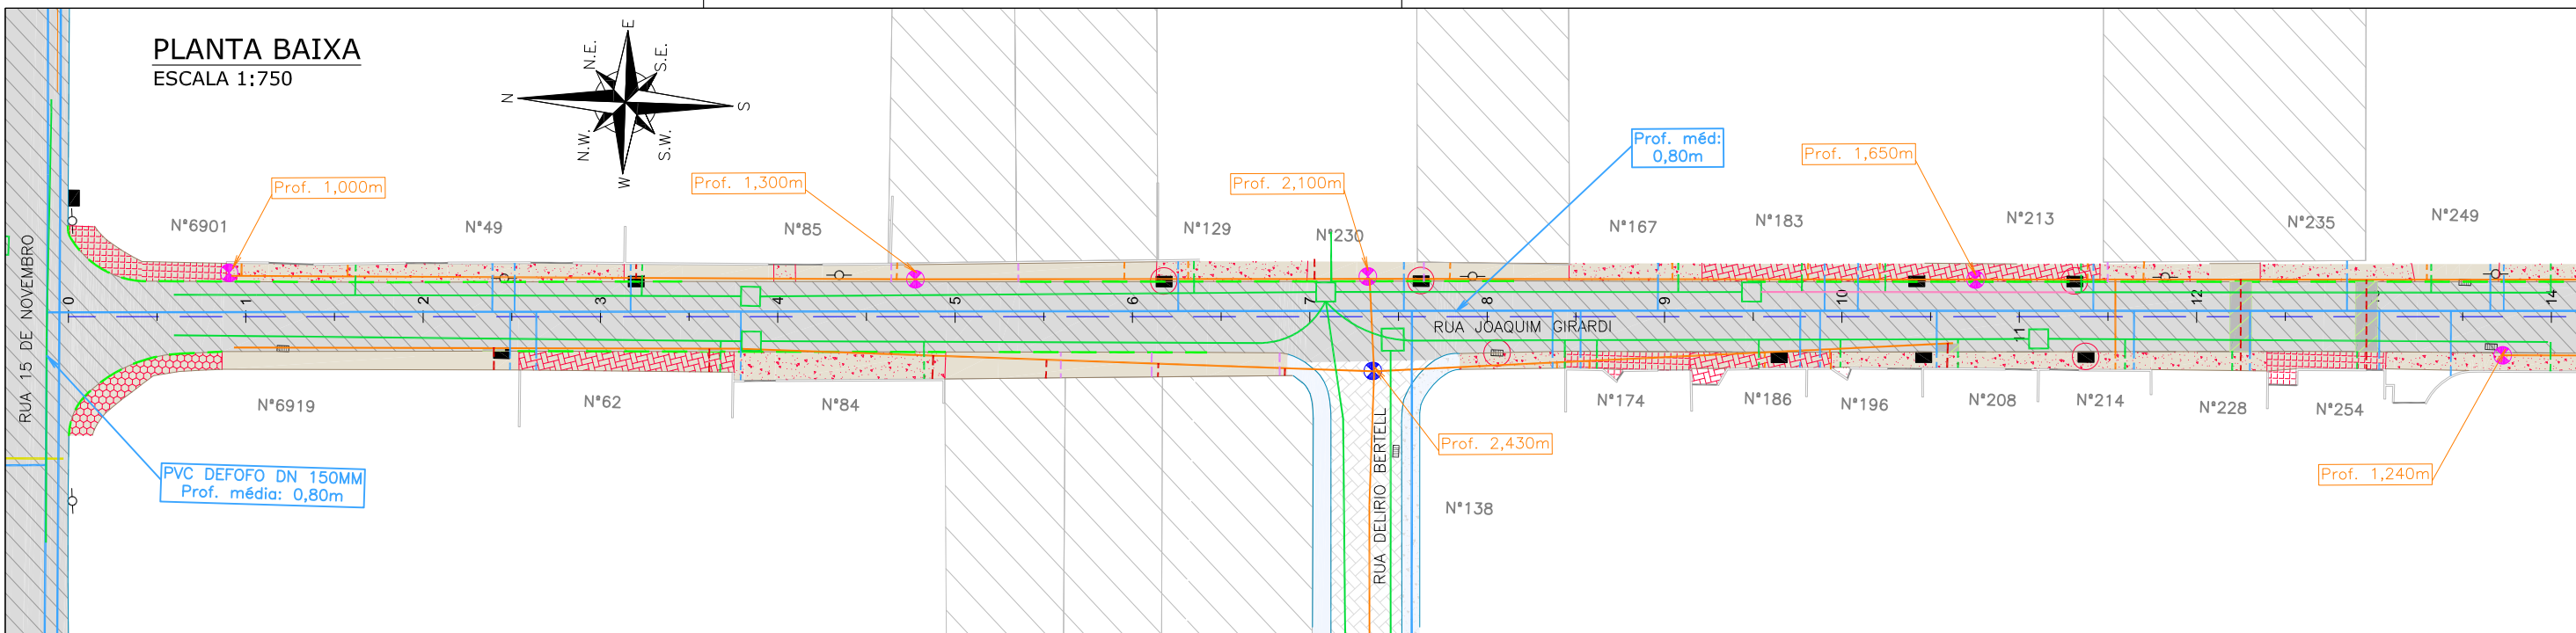 PLANTA BAIXA
ESCALA 1:750
E
N.E.
S.E.
N
S
N.W.
S.W.
W
Prof. méd:
0,80m
Prof. 1,000m
Prof. 1,300m
Prof. 2,100m
Prof. 1,650m
N°6901
N°49
N°85
N°129
N°230
N°167
N°183
N°213
N°235
N°249
RUA 15 DE NOVEMBRO
0
1
2
3
4
5
6
7
8
9
10
11
12
14
RUA JOAQUIM GIRARDI
N°6919
N°62
N°84
N°174
N°186
N°196
N°208
N°214
N°228
N°254
RUA DELIRIO BERTELL
Prof. 2,430m
Prof. 1,240m
PVC DEFOFO DN 150MM
Prof. média: 0,80m
N°138